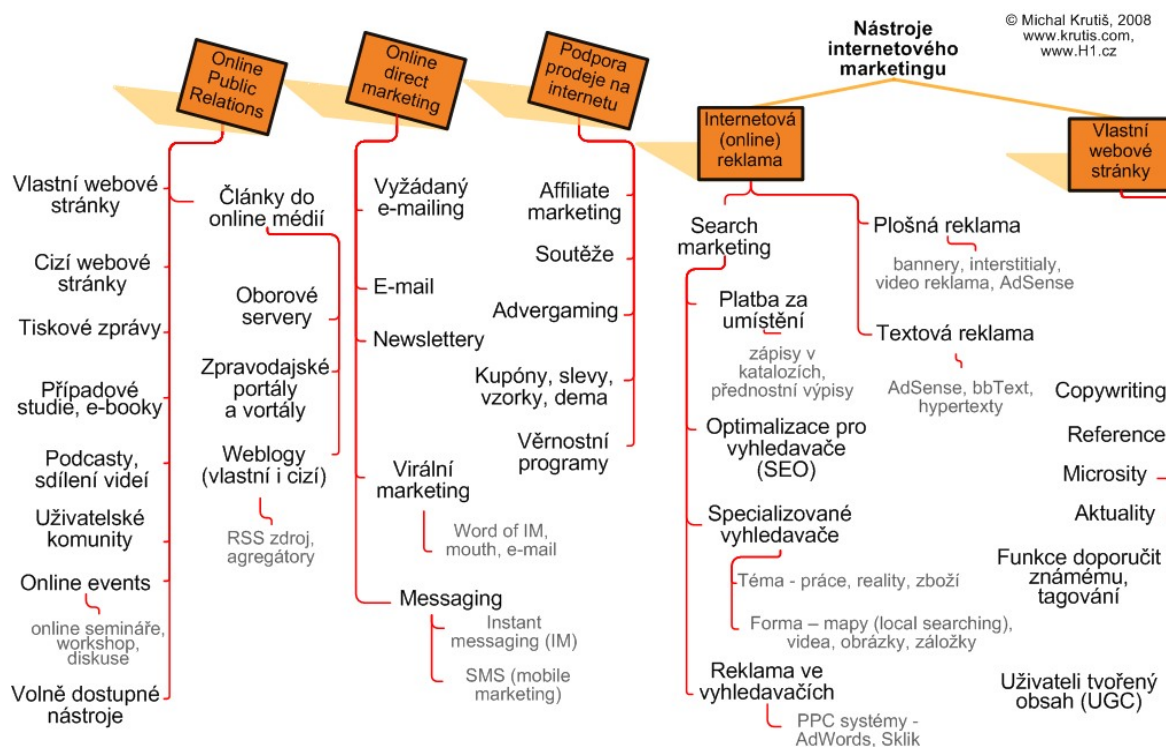 © Michal Krutiš, 2008
www.krutis.com,
www.H1.cz
Nástroje
internetového
marketingu
Online
Public
Relations
Vlastní webové
stránky
Cizí webové
stránky
Tiskové zprávy
Případové
studie, e-booky
Podcasty,
sdílení videí
Uživatelské
komunity
Online events
online semináře,
workshop,
diskuse
Volně dostupné
nástroje
Články do
online médií
Oborové
servery
Zpravodajské
portály
a vortály
Weblogy
(vlastní i cizí)
RSS zdroj,
agregátory
Online
direct
marketing
Vyžádaný
e-mailing
E-mail
Newslettery
Virální
marketing
Word of IM,
mouth, e-mail
Messaging
Instant
messaging (IM)
SMS (mobile
marketing)
Podpora
prodeje na
internetu
Affiliate
marketing
Soutěže
Advergaming
Kupóny, slevy,
vzorky, dema
Věrnostní
programy
Internetová
(online)
reklama
Search
marketing
Platba za
umístění
zápisy v
katalozích,
přednostní výpisy
Optimalizace pro
vyhledavače
(SEO)
Specializované
vyhledavače
Téma - práce, reality, zboží
Forma – mapy (local searching),
videa, obrázky, záložky
Reklama ve
vyhledavačích
PPC systémy -
AdWords, Sklik
Plošná reklama
bannery, interstitialy,
video reklama, AdSense
Textová reklama
AdSense, bbText,
hypertexty
Vlastní
webové
stránky
Copywriting
Reference
Microsity
Aktuality
Funkce doporučit
známému,
tagování
Uživateli tvořený
obsah (UGC)